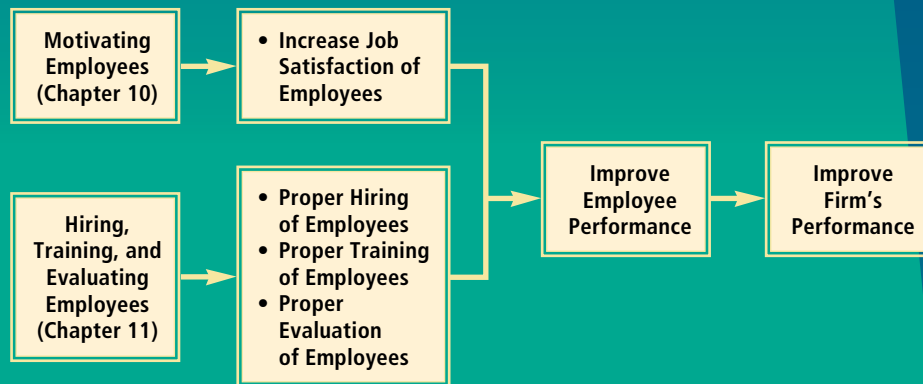 Motivating
Employees
(Chapter 10)
• Increase Job
Satisfaction of
Employees
Hiring,
Training, and
Evaluating
Employees
(Chapter 11)
• Proper Hiring
of Employees
• Proper Training
of Employees
• Proper
Evaluation
of Employees
Improve
Employee
Performance
Improve
Firm's
Performance